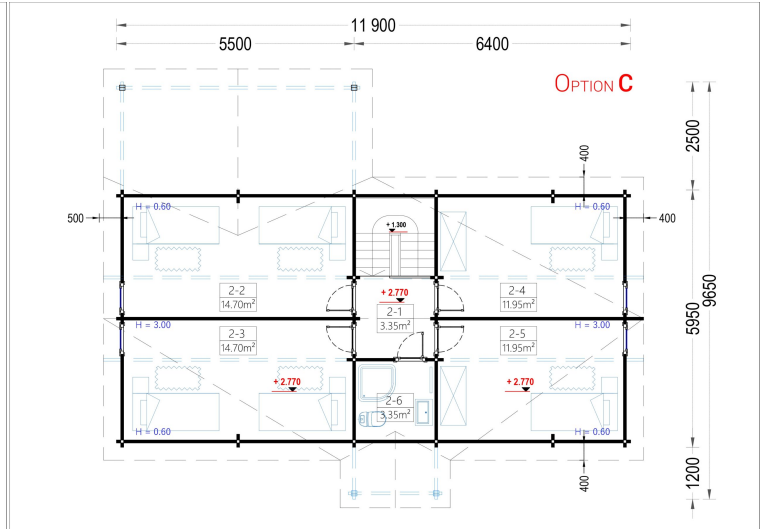 11 900
5500
6400
OPTION C
2500
400
H = 0.60
H = 0.60
500
400
+ 1.300
9650
2-2
14.70m²
+ 2.770
2-1
3.35m²
2-4
11.95m²
5950
H = 3.00
2-3
14.70m²
H = 3.00
2-5
11.95m²
+ 2.770
+ 2.770
2-6
3.35m²
H = 0.60
H = 0.60
400
1200